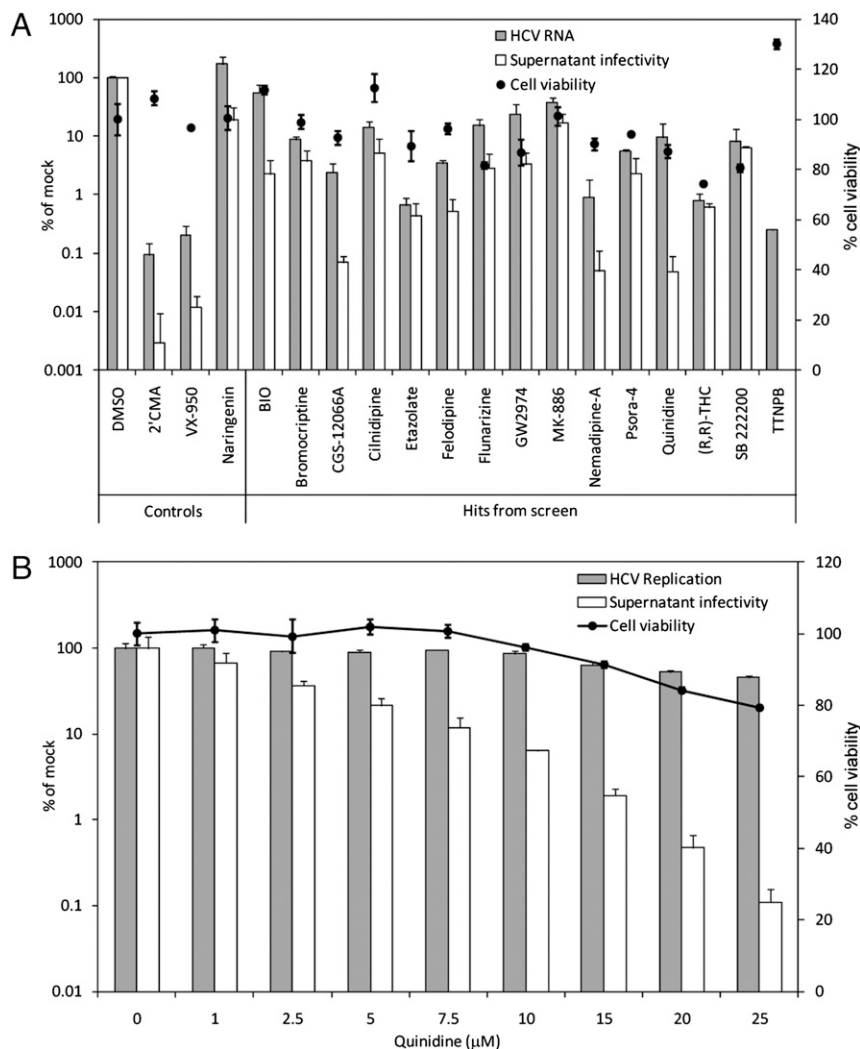 A
1000
100
10
1
0.1
0.01
0.001
% of mock
HCV RNA
Supernatant infectivity
Cell viability
140
120
100
80
60
40
20
0
% cell viability
DMSO
2'CMA
VX-950
Naringenin
BIO
Bromocriptine
CGS-12066A
Cilnidipine
Etazolate
Felodipine
Flunarizine
GW2974
MK-886
Nemadipine-A
Psora-4
Quinidine
(R,R)-THC
SB 222200
TTNPB
Controls
Hits from screen
B
1000
100
10
1
0.1
0.01
% of mock
HCV Replication
Supernatant infectivity
Cell viability
120
100
80
60
40
20
0
% cell viability
0 1 2.5 5 7.5 10 15 20 25
Quinidine (μM)